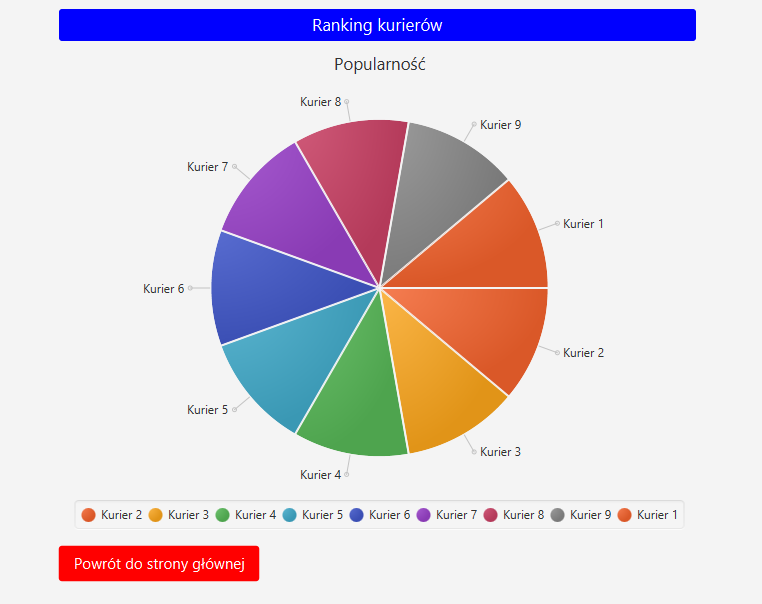 Ranking kurierów
Popularność
Kurier 8
Kurier 9
Kurier 7
Kurier 1
Kurier 6
Kurier 2
Kurier 5
Kurier 3
Kurier 4
Kurier 2 Kurier 3 Kurier 4 Kurier 5 Kurier 6 Kurier 7 Kurier 8 Kurier 9 Kurier 1
Powrót do strony głównej